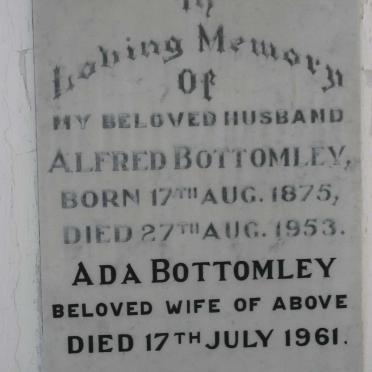 In
Loving Memory
Of
MY BELOVED HUSBAND
ALFRED BOTTOMLEY,
BORN 17TH AUG. 1875,
DIED 27TH AUG. 1953.
ADA BOTTOMLEY
BELOVED WIFE OF ABOVE
DIED 17TH JULY 1961.